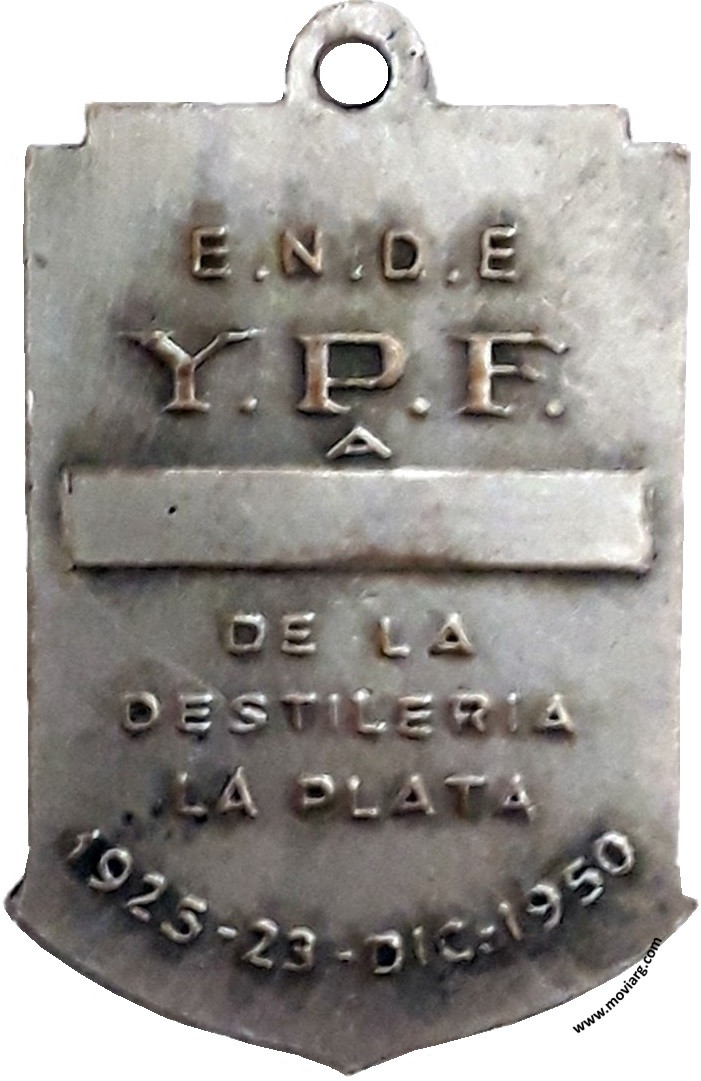 E.N.D.E
Y.P.F.
A
DE LA
DESTILERIA
LA PLATA
1925-23-DIC-1950
www.moviarg.com